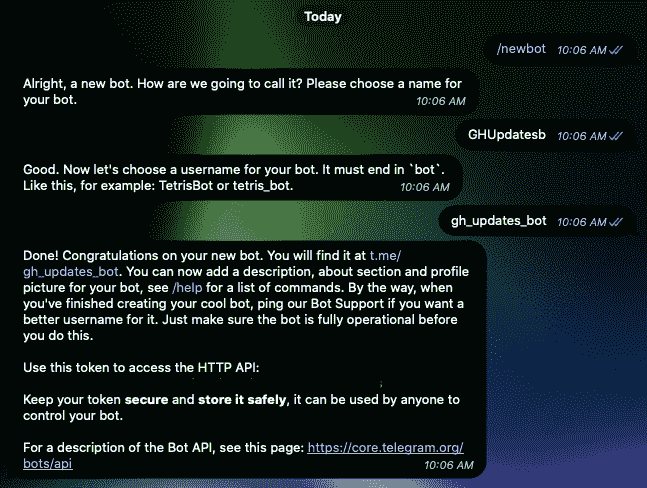 Today
/newbot 10:06 AM
Alright, a new bot. How are we going to call it? Please choose a name for
your bot.
10:06 AM
GHUpdatesb 10:06 AM
Good. Now let's choose a username for your bot. It must end in `bot`.
Like this, for example: TetrisBot or tetris_bot.
10:06 AM
gh_updates_bot 10:06 AM
Done! Congratulations on your new bot. You will find it at t.me/
gh_updates_bot. You can now add a description, about section and profile
picture for your bot, see /help for a list of commands. By the way, when
you've finished creating your cool bot, ping our Bot Support if you want a
better username for it. Just make sure the bot is fully operational before
you do this.
Use this token to access the HTTP API:
Keep your token secure and store it safely, it can be used by anyone to
control your bot.
For a description of the Bot API, see this page: https://core.telegram.org/
bots/api
10:06 AM